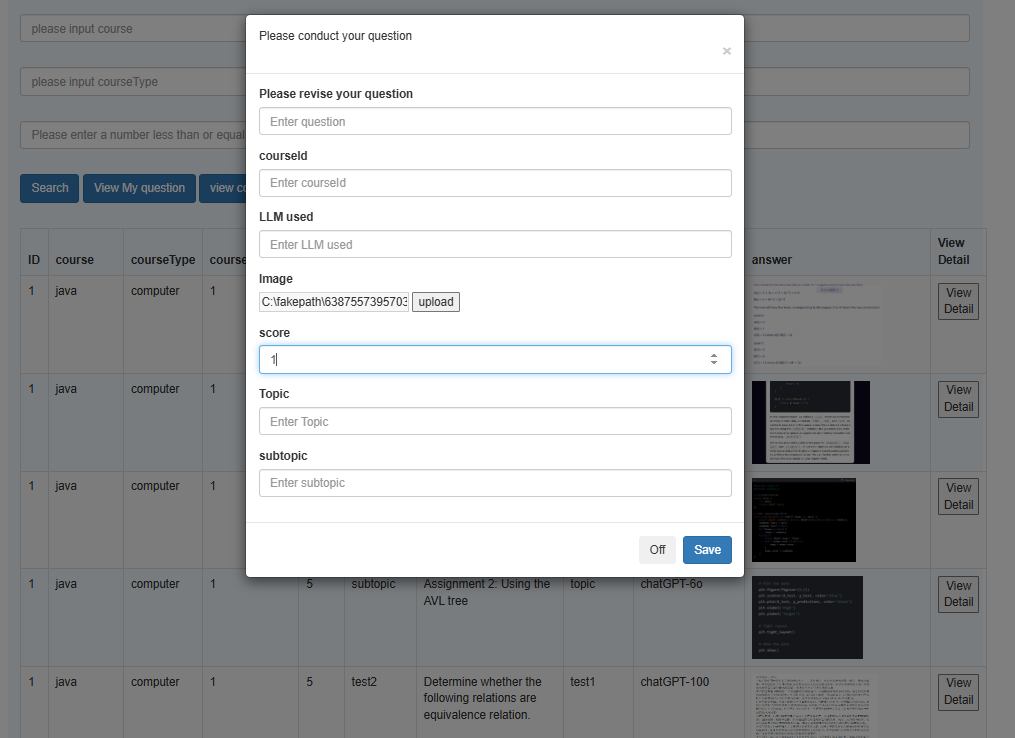 please input course
please input courseType
Please enter a number less than or equal
Search
View My question
view co
Please conduct your question
×
Please revise your question
Enter question
courseId
Enter courseId
LLM used
Enter LLM used
Image
C:\fakepath\6387557395703
upload
score
1
Topic
Enter Topic
subtopic
Enter subtopic
Off
Save
ID course courseType course answer View Detail
1 java computer 1 View Detail
1 java computer 1 View Detail
1 java computer 1 View Detail
1 java computer 1 5 subtopic Assignment 2: Using the AVL tree topic chatGPT-6o View Detail
1 java computer 1 5 test2 Determine whether the following relations are equivalence relation. test1 chatGPT-100 View Detail